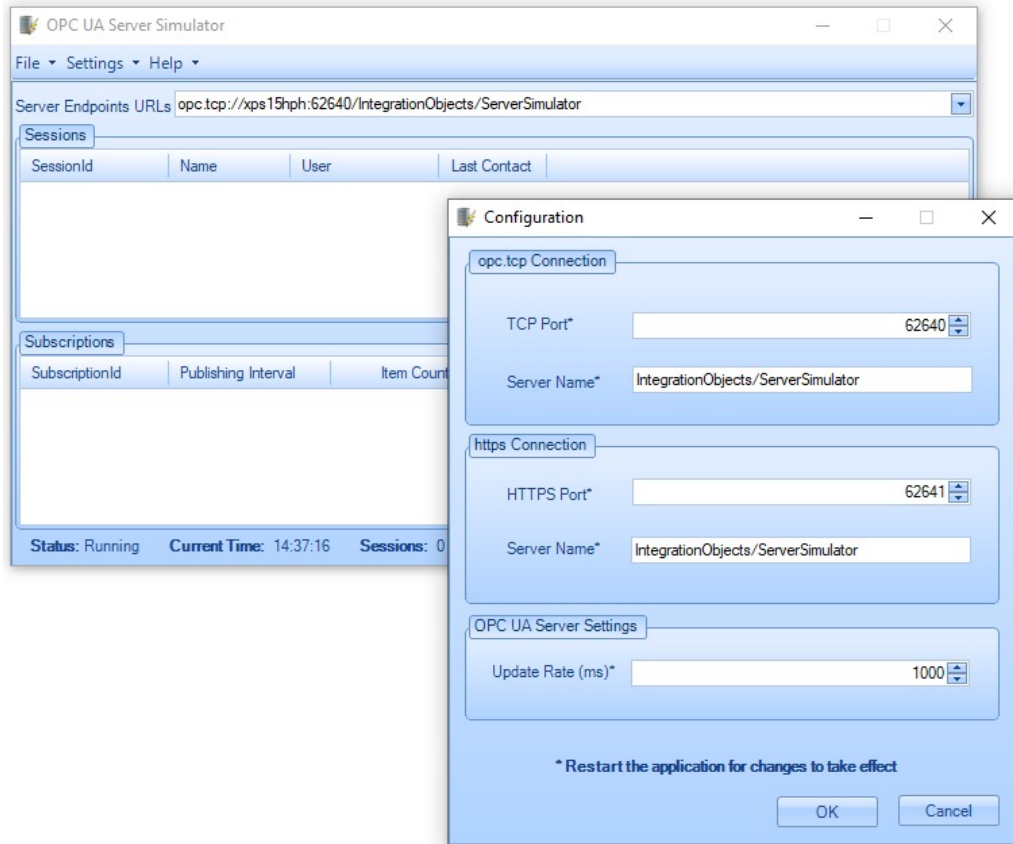 OPC UA Server Simulator
File Settings Help
Server Endpoints URLs opc.tcp://xps15hph:62640/IntegrationObjects/ServerSimulator
Sessions
SessionId Name User Last Contact
Subscriptions
SubscriptionId Publishing Interval Item Count
Status: Running Current Time: 14:37:16 Sessions: 0
Configuration
opc.tcp Connection
TCP Port* 62640
Server Name* IntegrationObjects/ServerSimulator
https Connection
HTTPS Port* 62641
Server Name* IntegrationObjects/ServerSimulator
OPC UA Server Settings
Update Rate (ms)* 1000
* Restart the application for changes to take effect
OK Cancel